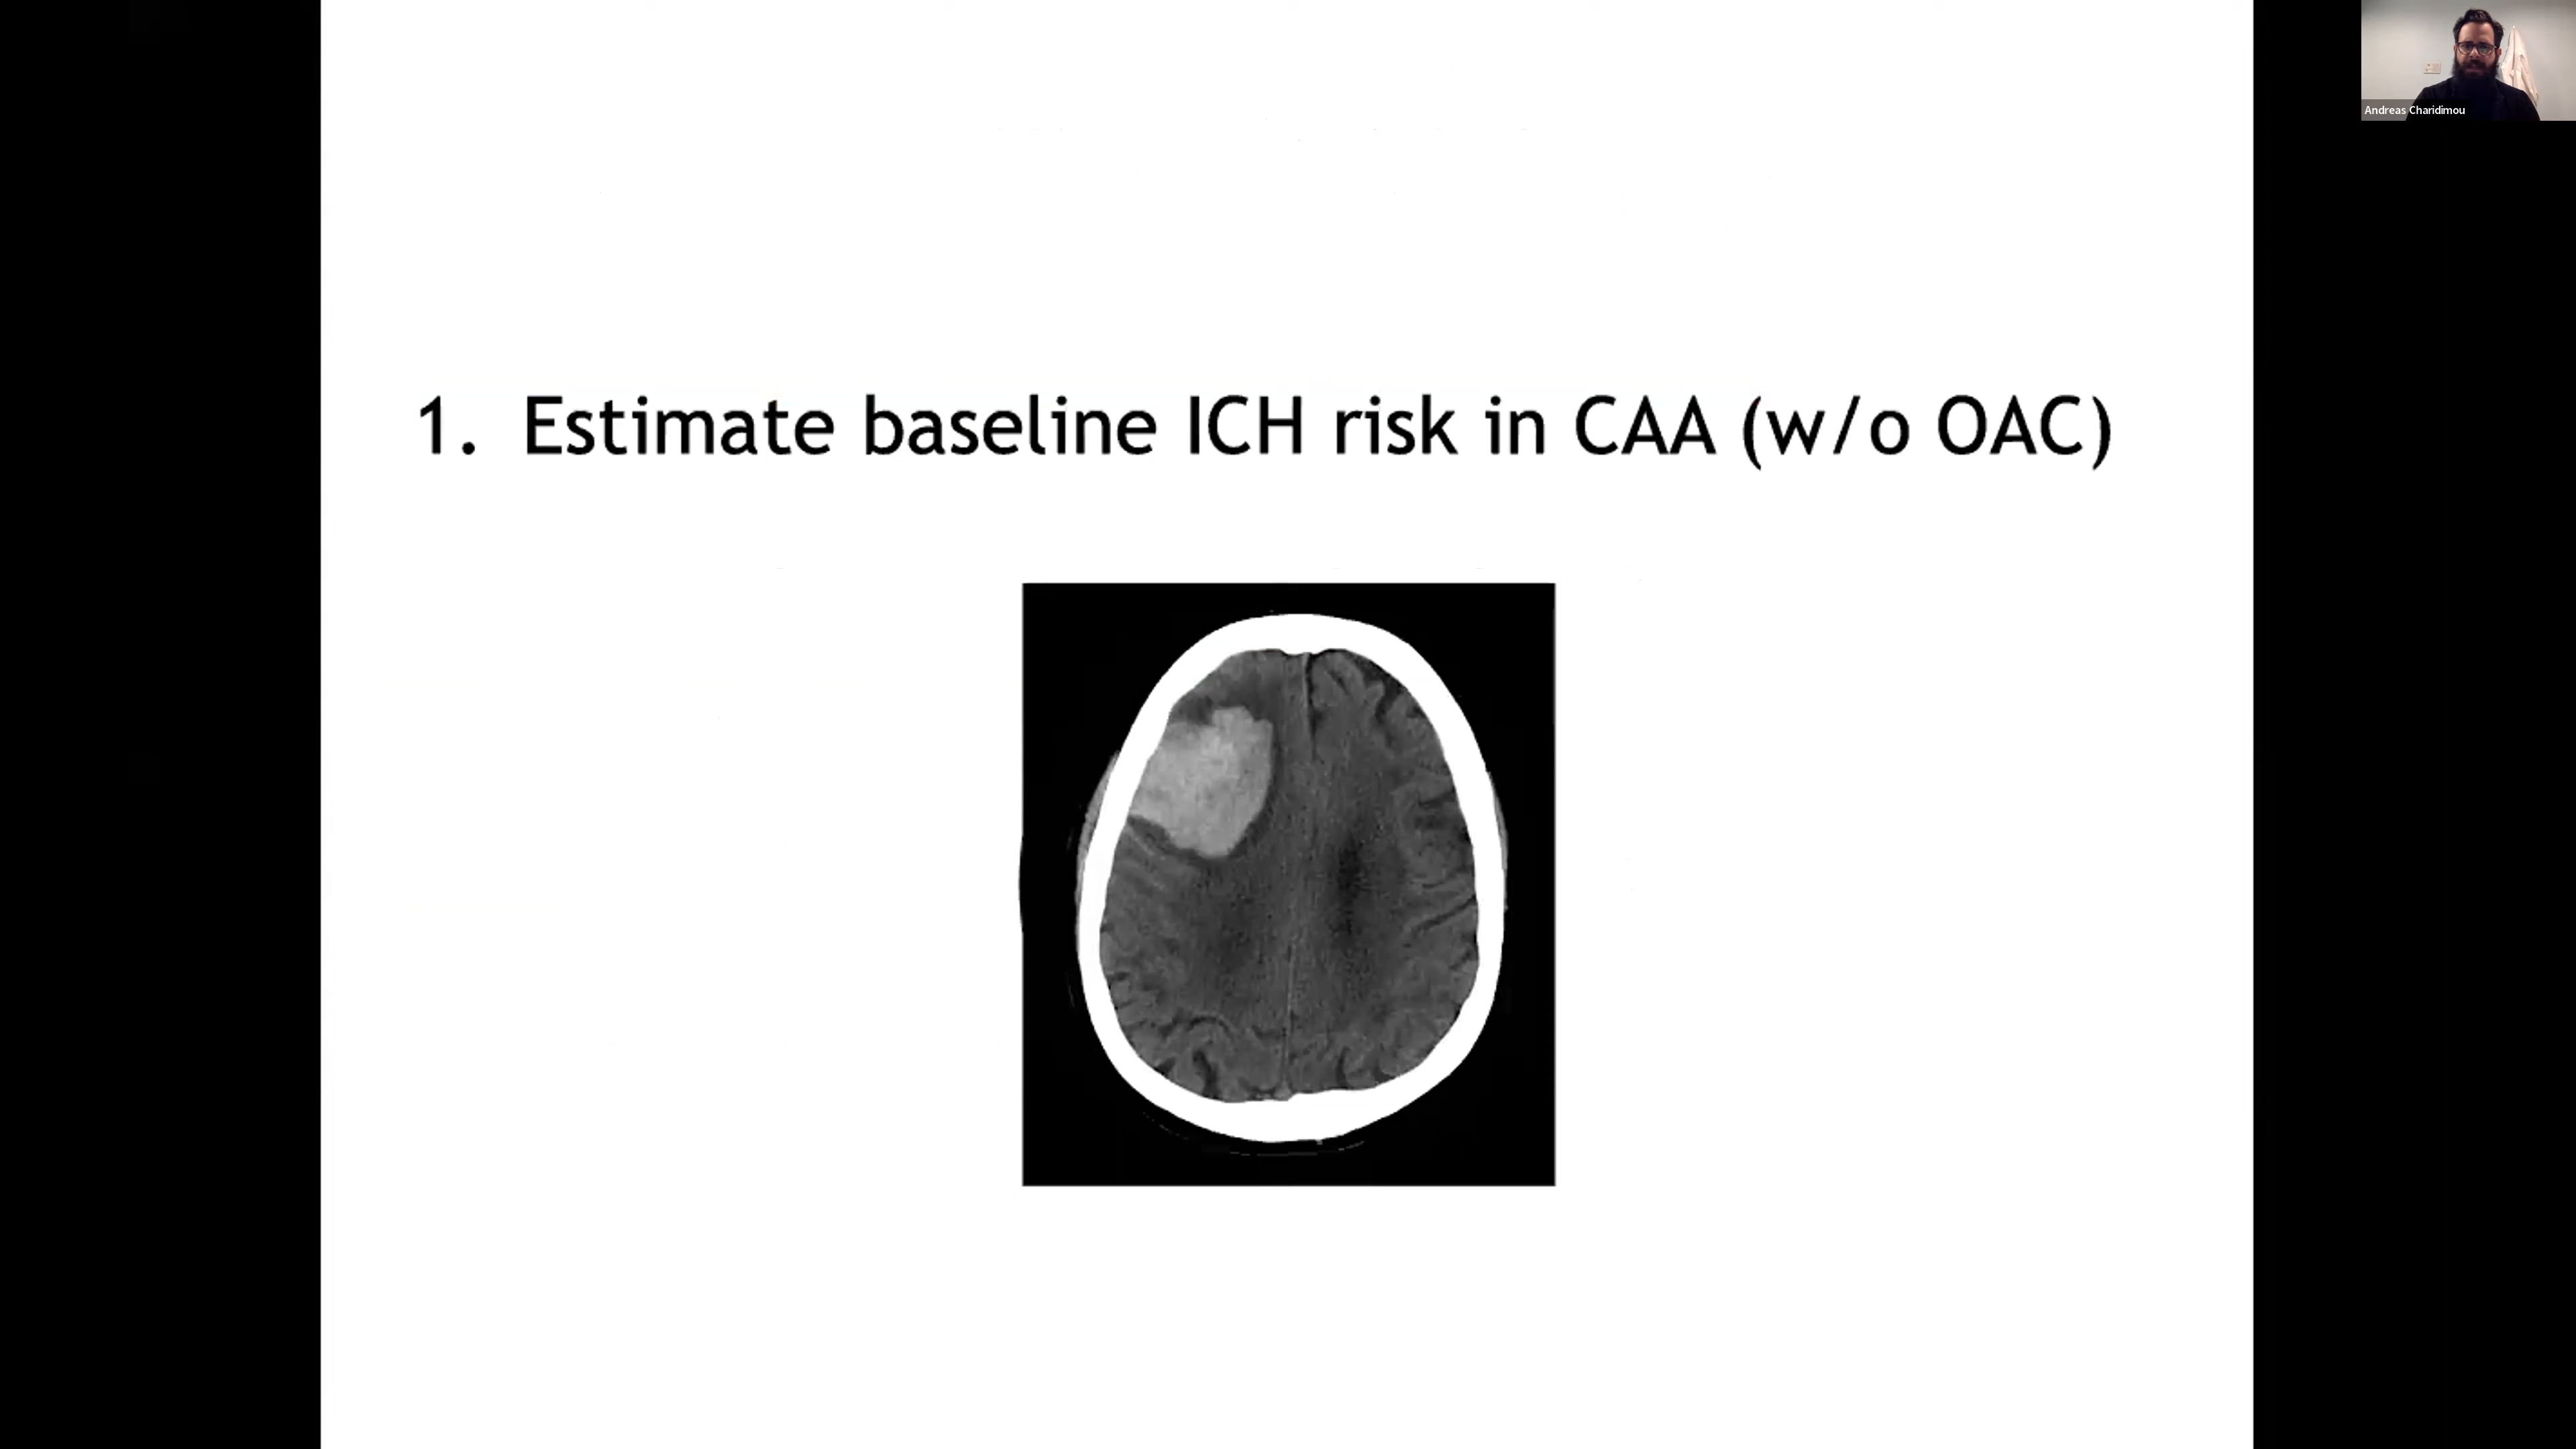 1. Estimate baseline ICH risk in CAA (w/o OAC)
Andreas Charidimou